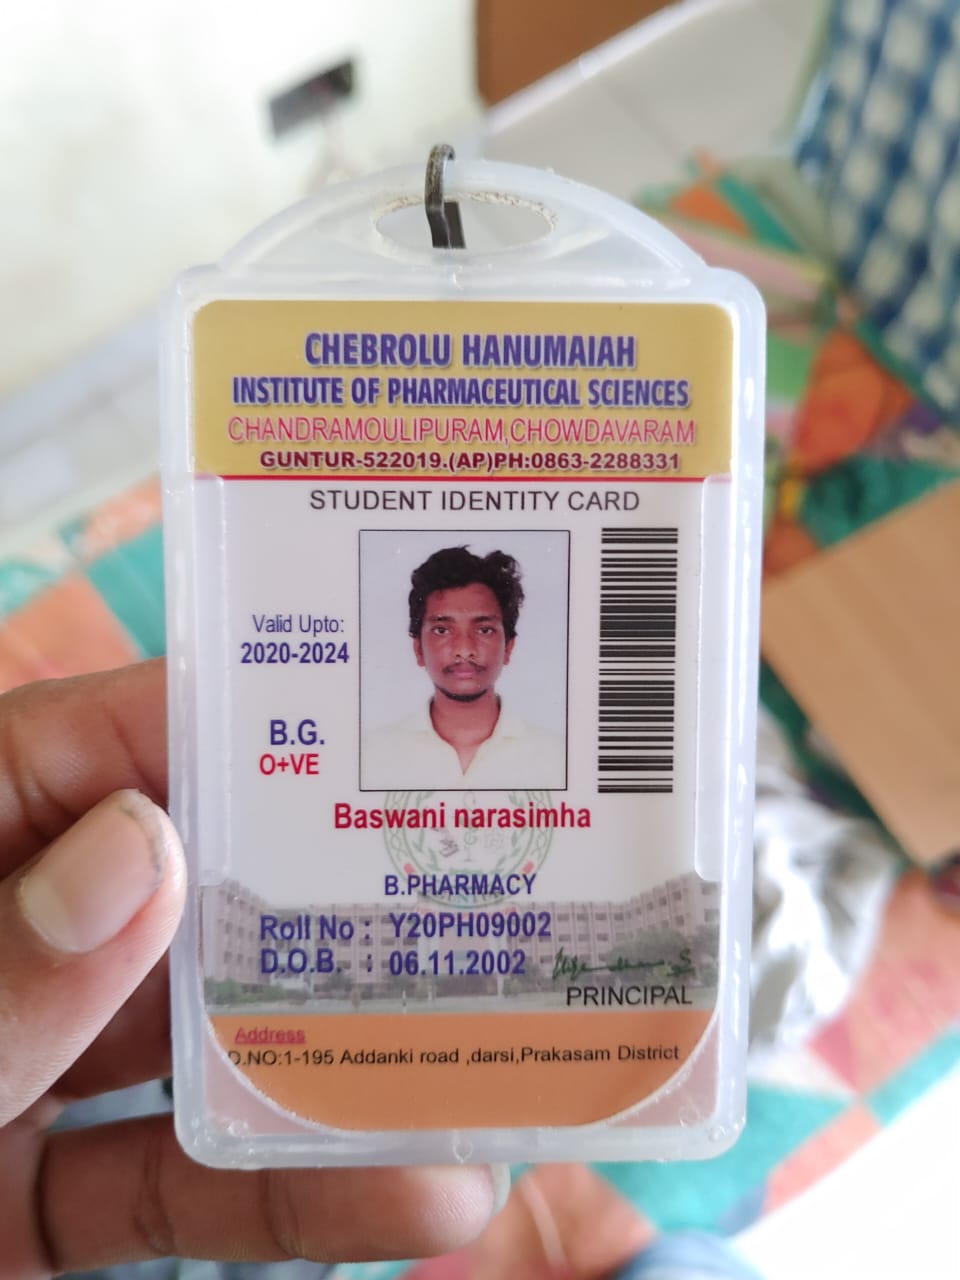 CHEBROLU HANUMAIAH
INSTITUTE OF PHARMACEUTICAL SCIENCES
CHANDRAMOULIPURAM,CHOWDAVARAM
GUNTUR-522019.(AP)PH:0863-2288331
STUDENT IDENTITY CARD
Valid Upto:
2020-2024
B.G.
O+VE
Baswani narasimha
B.PHARMACY
Roll No : Y20PH09002
D.O.B. : 06.11.2002
PRINCIPAL
Address
D.NO:1-195 Addanki road ,darsi,Prakasam District